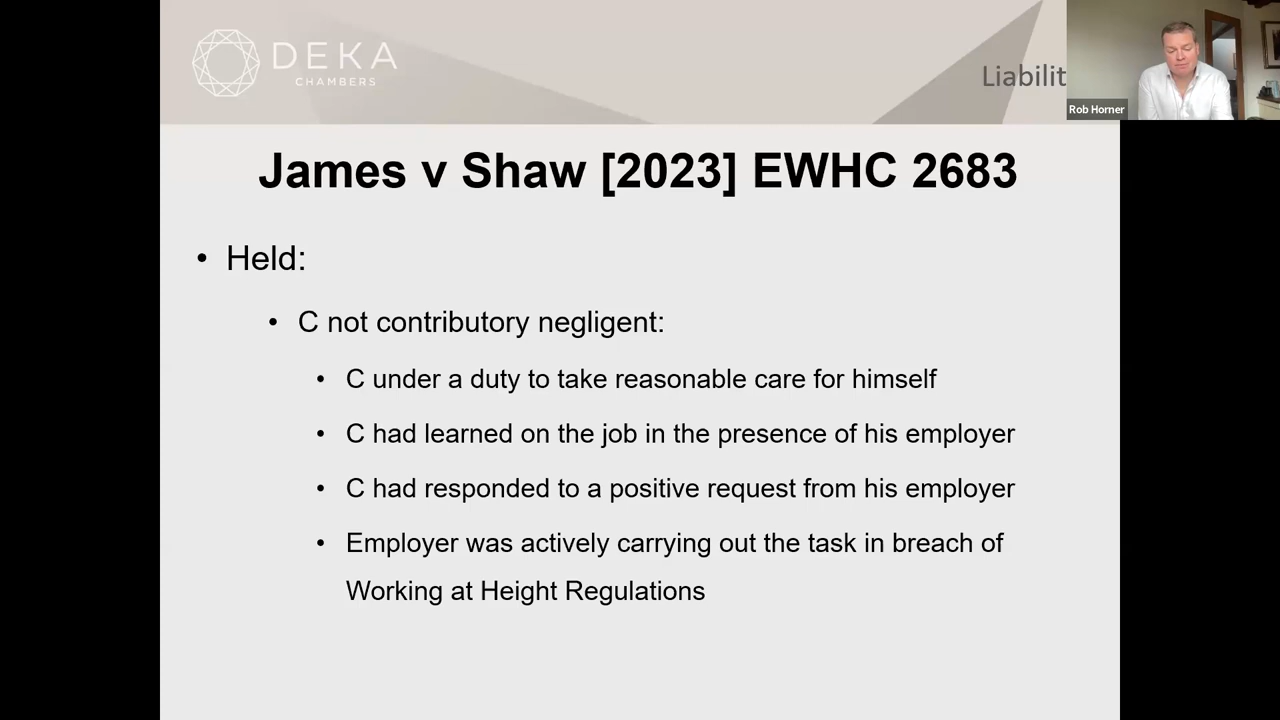 DEKA
CHAMBERS
Liabilit
Rob Horner
James v Shaw [2023] EWHC 2683
• Held:
• C not contributory negligent:
• C under a duty to take reasonable care for himself
• C had learned on the job in the presence of his employer
• C had responded to a positive request from his employer
• Employer was actively carrying out the task in breach of
Working at Height Regulations